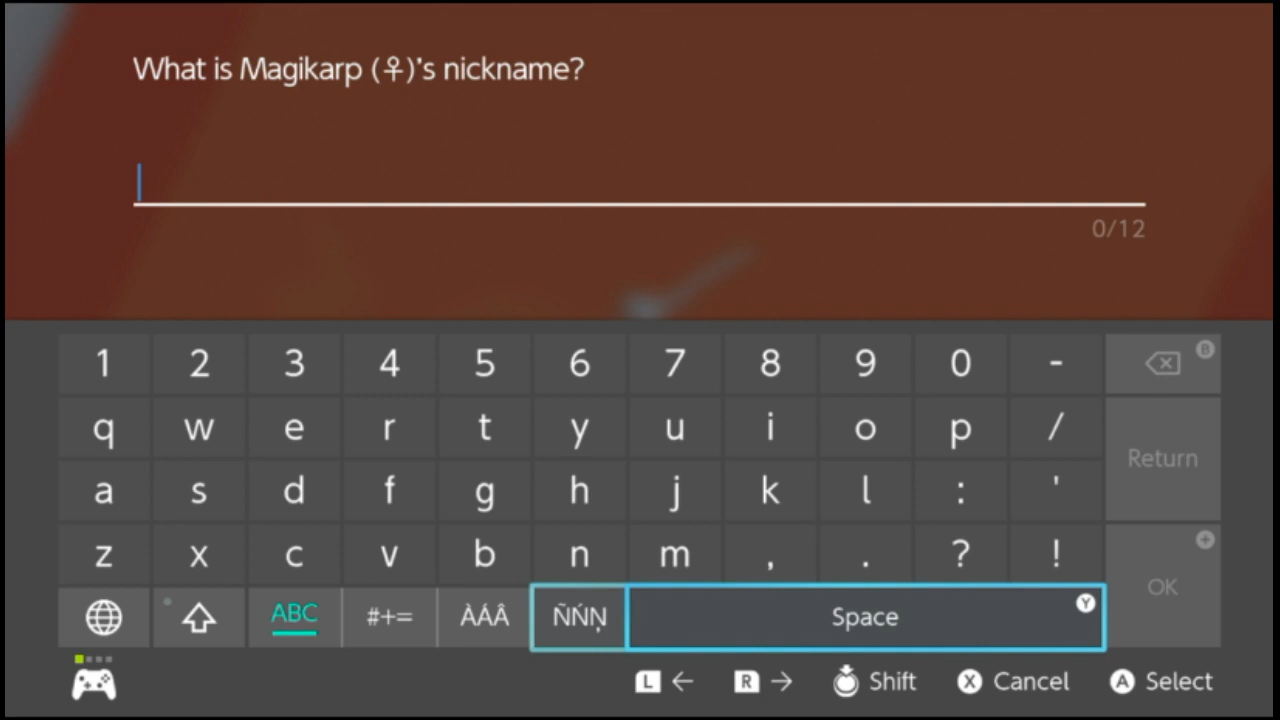 What is Magikarp (♀)'s nickname?
0/12
1 2 3 4 5 6 7 8 9 0 - B
q w e r t y u i o p /
Return
a s d f g h j k l : '
z x c v b n m , . ? ! +
OK
ABC #+= ÀÁÂ ÑŃŅ Space Y
L ← R → Shift X Cancel A Select